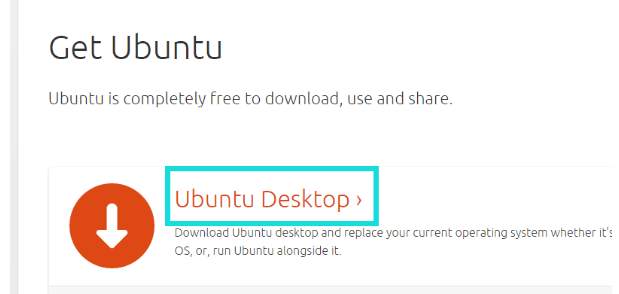 Get Ubuntu
Ubuntu is completely free to download, use and share.
Ubuntu Desktop ›
Download Ubuntu desktop and replace your current operating system whether it's
OS, or, run Ubuntu alongside it.